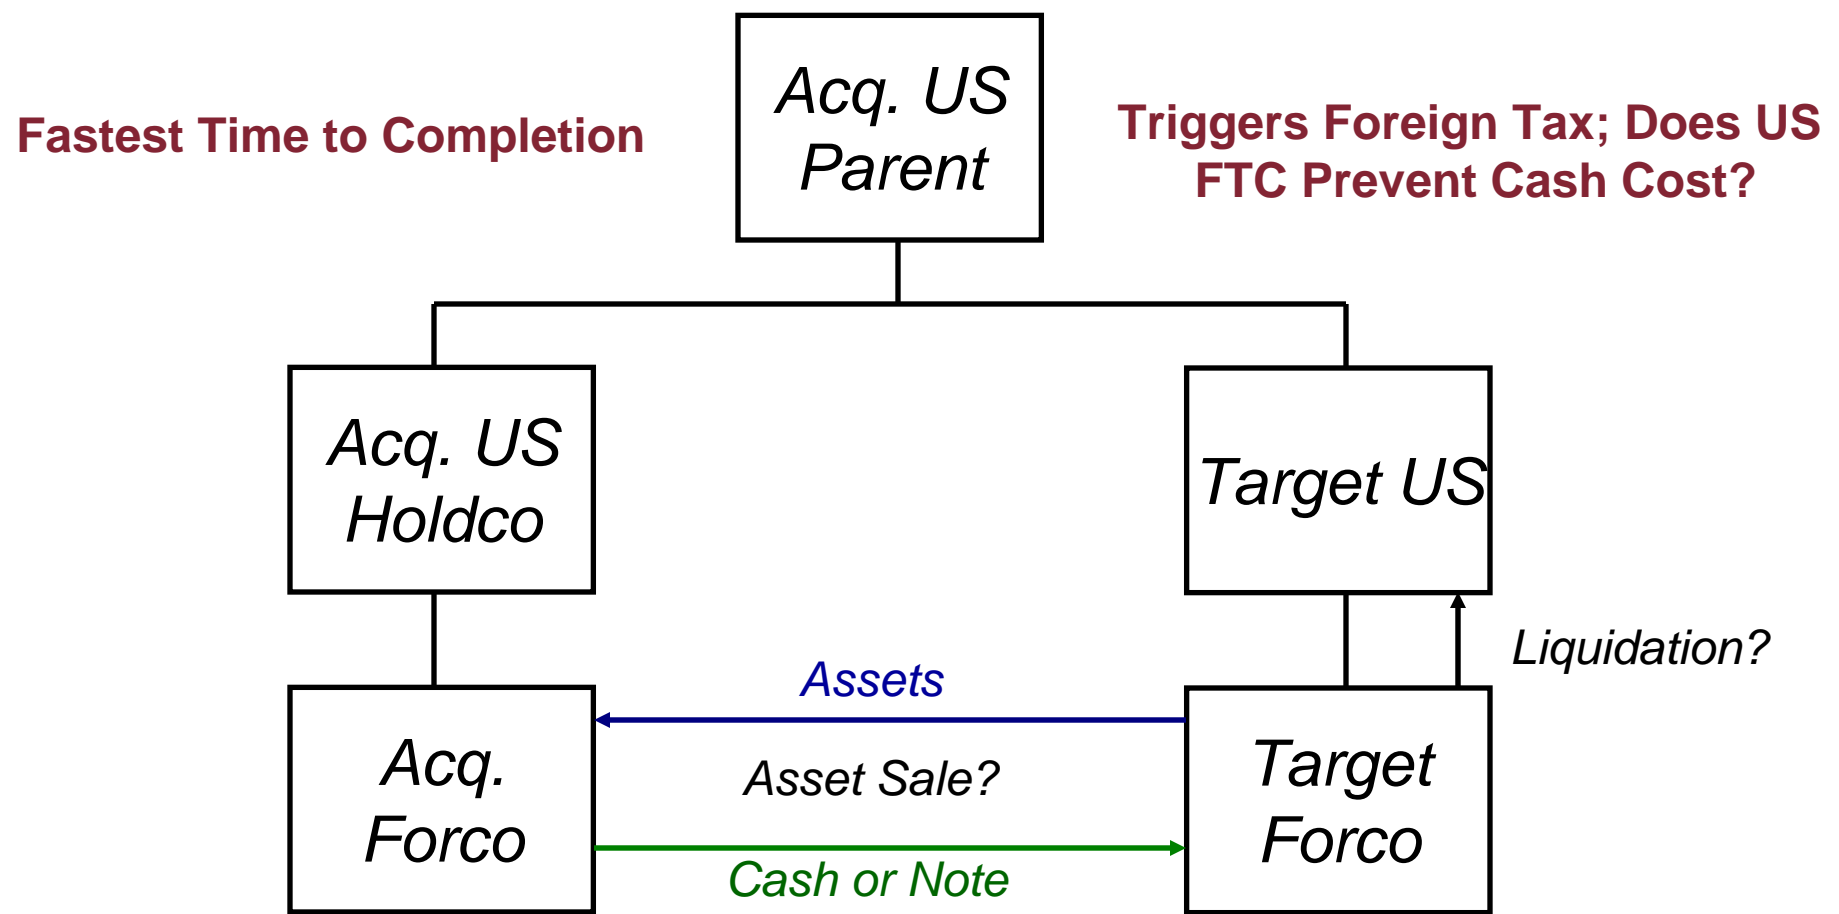 Acq. US
Parent
Fastest Time to Completion
Triggers Foreign Tax; Does US
FTC Prevent Cash Cost?
Acq. US
Holdco
Target US
Liquidation?
Assets
Acq.
Forco
Asset Sale?
Target
Forco
Cash or Note